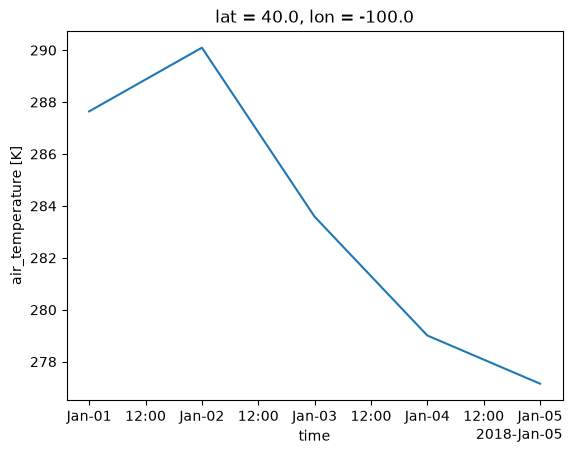 lat = 40.0, lon = -100.0
290
288
286
284
282
280
278
air_temperature [K]
Jan-01 12:00 Jan-02 12:00 Jan-03 12:00 Jan-04 12:00 Jan-05
time
2018-Jan-05